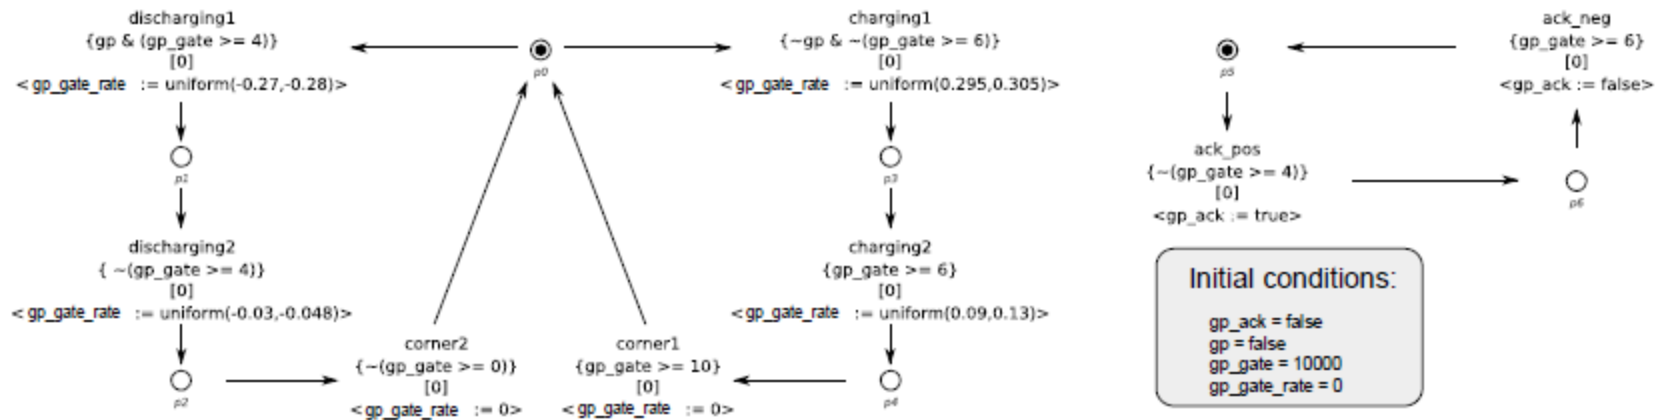 discharging1
{gp & (gp_gate >= 4)}
[0]
<gp_gate_rate := uniform(-0.27,-0.28)>
p0
charging1
{~gp & ~(gp_gate >= 6)}
[0]
<gp_gate_rate := uniform(0.295,0.305)>
p1
p3
discharging2
{ ~(gp_gate >= 4)}
[0]
<gp_gate_rate := uniform(-0.03,-0.048)>
charging2
{gp_gate >= 6}
[0]
<gp_gate_rate := uniform(0.09,0.13)>
p2
corner2
{~(gp_gate >= 0)}
[0]
<gp_gate_rate := 0>
corner1
{gp_gate >= 10}
[0]
<gp_gate_rate := 0>
p4
p5
ack_neg
{gp_gate >= 6}
[0]
<gp_ack := false>
ack_pos
{~(gp_gate >= 4)}
[0]
<gp_ack := true>
p6
Initial conditions:
gp_ack = false
gp = false
gp_gate = 10000
gp_gate_rate = 0